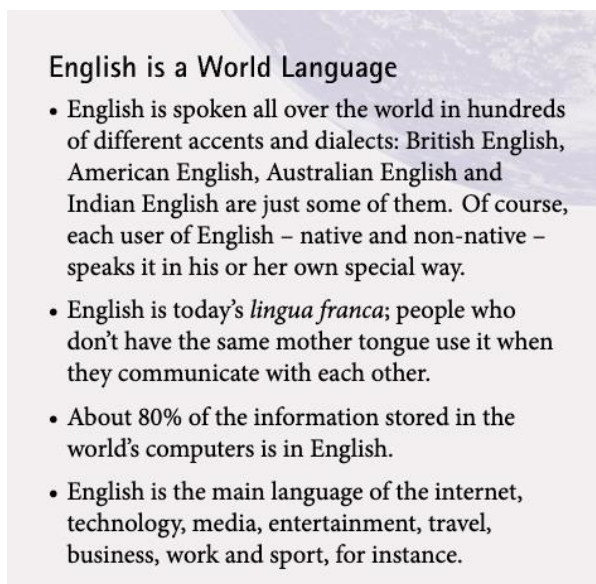 English is a World Language
• English is spoken all over the world in hundreds
of different accents and dialects: British English,
American English, Australian English and
Indian English are just some of them. Of course,
each user of English – native and non-native –
speaks it in his or her own special way.
• English is today's lingua franca; people who
don't have the same mother tongue use it when
they communicate with each other.
• About 80% of the information stored in the
world's computers is in English.
• English is the main language of the internet,
technology, media, entertainment, travel,
business, work and sport, for instance.